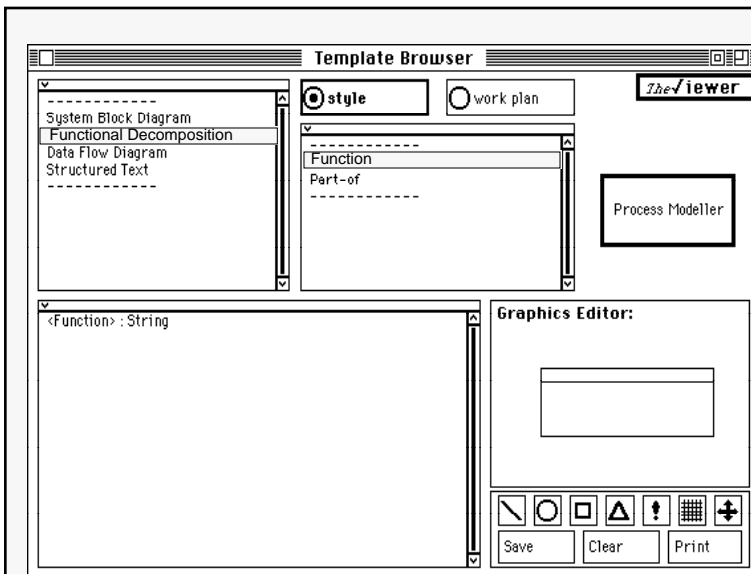 Template Browser
System Block Diagram
Functional Decomposition
Data Flow Diagram
Structured Text
style
work plan
The Viewer
Function
Part-of
Process Modeller
<Function> : String
Graphics Editor:
Save
Clear
Print